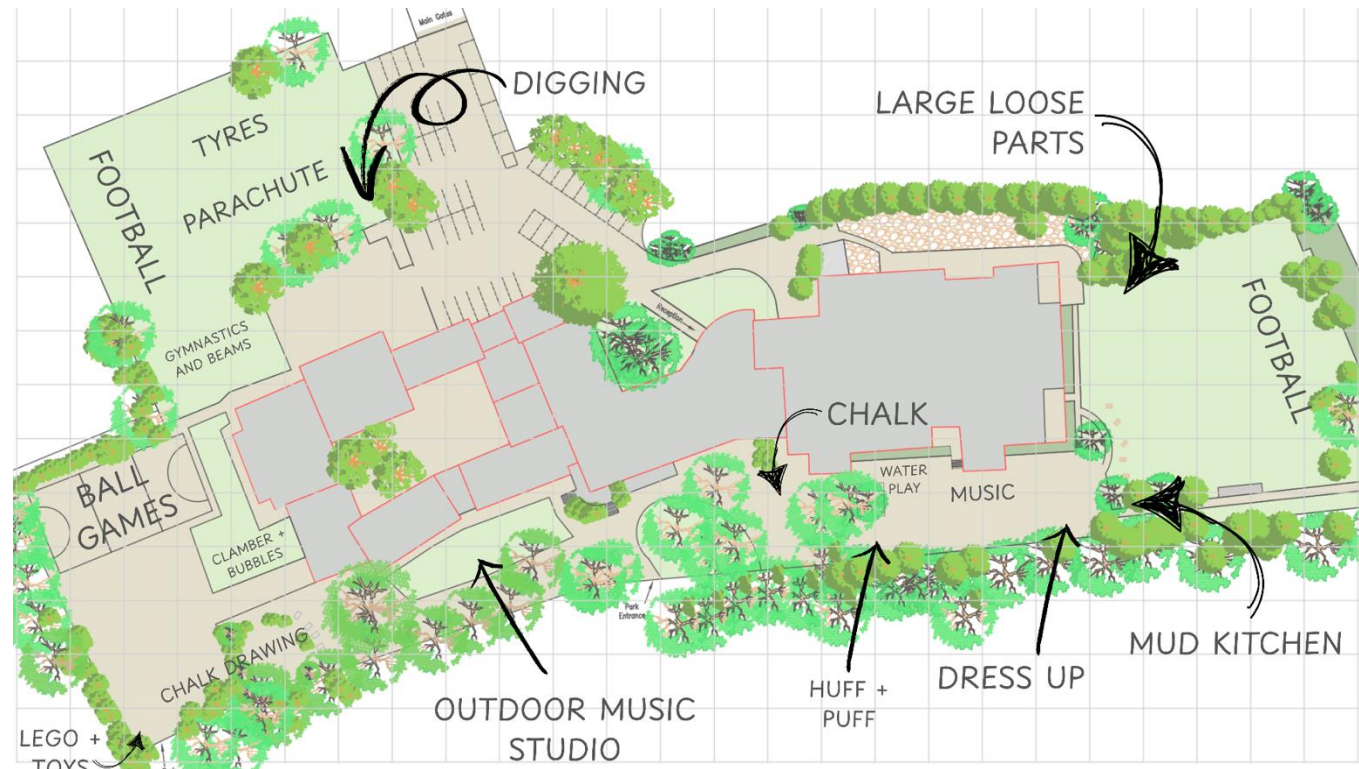 Main Gates
DIGGING
LARGE LOOSE
PARTS
TYRES
PARACHUTE
FOOTBALL
GYMNASTICS
AND BEAMS
Reception
FOOTBALL
CHALK
BALL
GAMES
WATER
PLAY
MUSIC
CLAMBER +
BUBBLES
Park
Entrance
CHALK DRAWING
MUD KITCHEN
DRESS UP
HUFF +
PUFF
OUTDOOR MUSIC
STUDIO
LEGO +
TOYS